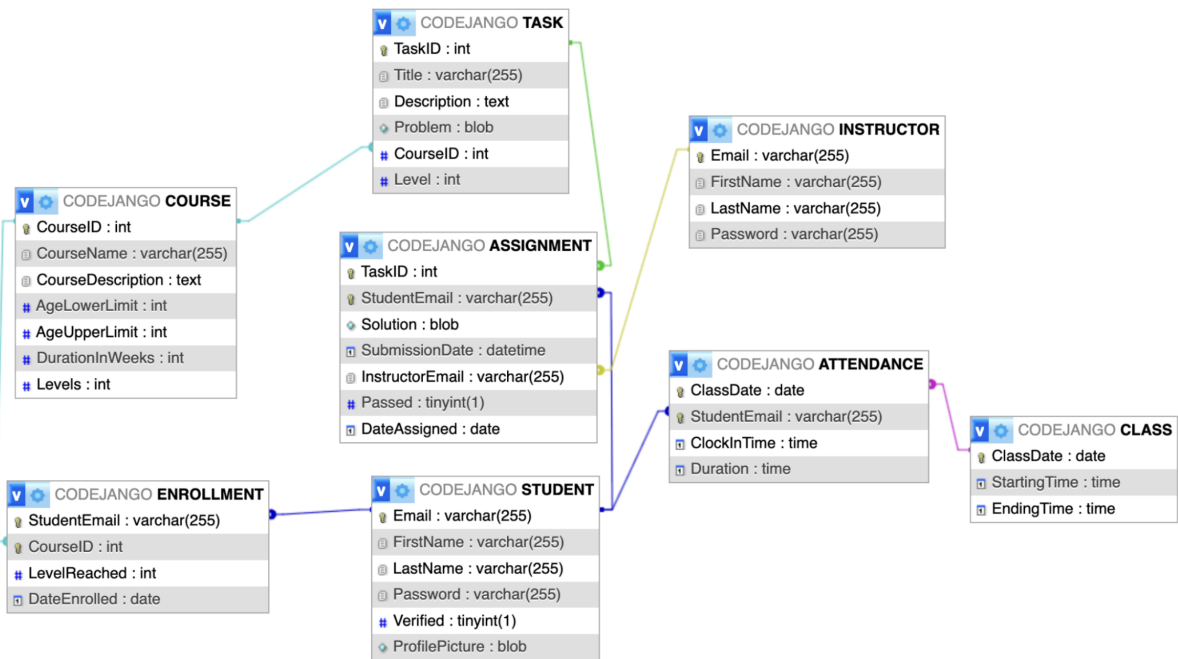 CODEJANGO TASK
TaskID : int
Title : varchar(255)
Description : text
Problem : blob
CourseID : int
Level : int
CODEJANGO INSTRUCTOR
Email : varchar(255)
FirstName : varchar(255)
LastName : varchar(255)
Password : varchar(255)
CODEJANGO COURSE
CourseID : int
CourseName : varchar(255)
CourseDescription : text
AgeLowerLimit : int
AgeUpperLimit : int
DurationInWeeks : int
Levels : int
CODEJANGO ASSIGNMENT
TaskID : int
StudentEmail : varchar(255)
Solution : blob
SubmissionDate : datetime
InstructorEmail : varchar(255)
Passed : tinyint(1)
DateAssigned : date
CODEJANGO ATTENDANCE
ClassDate : date
StudentEmail : varchar(255)
ClockInTime : time
Duration : time
CODEJANGO CLASS
ClassDate : date
StartingTime : time
EndingTime : time
CODEJANGO ENROLLMENT
StudentEmail : varchar(255)
CourseID : int
LevelReached : int
DateEnrolled : date
CODEJANGO STUDENT
Email : varchar(255)
FirstName : varchar(255)
LastName : varchar(255)
Password : varchar(255)
Verified : tinyint(1)
ProfilePicture : blob